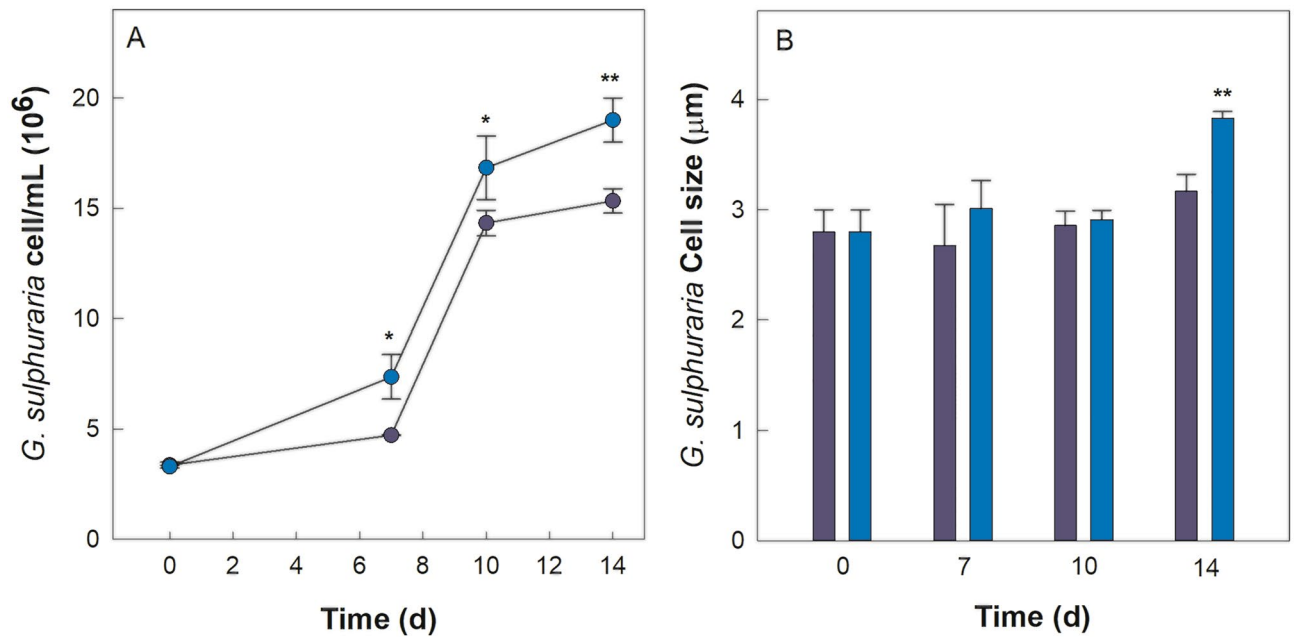 A
G. sulphuraria cell/mL (10⁶)
20
15
10
5
0
*
*
**
0 2 4 6 8 10 12 14
Time (d)
B
G. sulphuraria Cell size (μm)
4
3
2
1
0
**
0 7 10 14
Time (d)